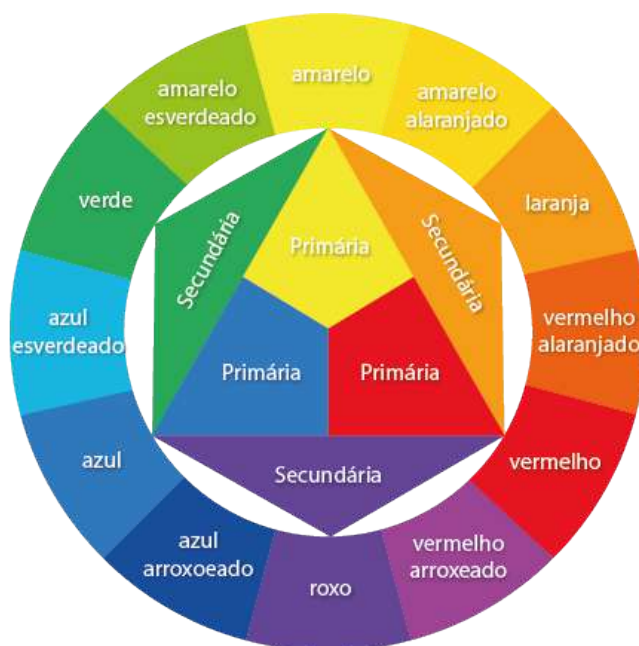 amarelo
amarelo
esverdeado
amarelo
alaranjado
verde
laranja
Secundária
Primária
Secundária
azul
esverdeado
vermelho
alaranjado
Primária
Primária
azul
vermelho
Secundária
azul
arroxoeado
vermelho
arroxeado
roxo